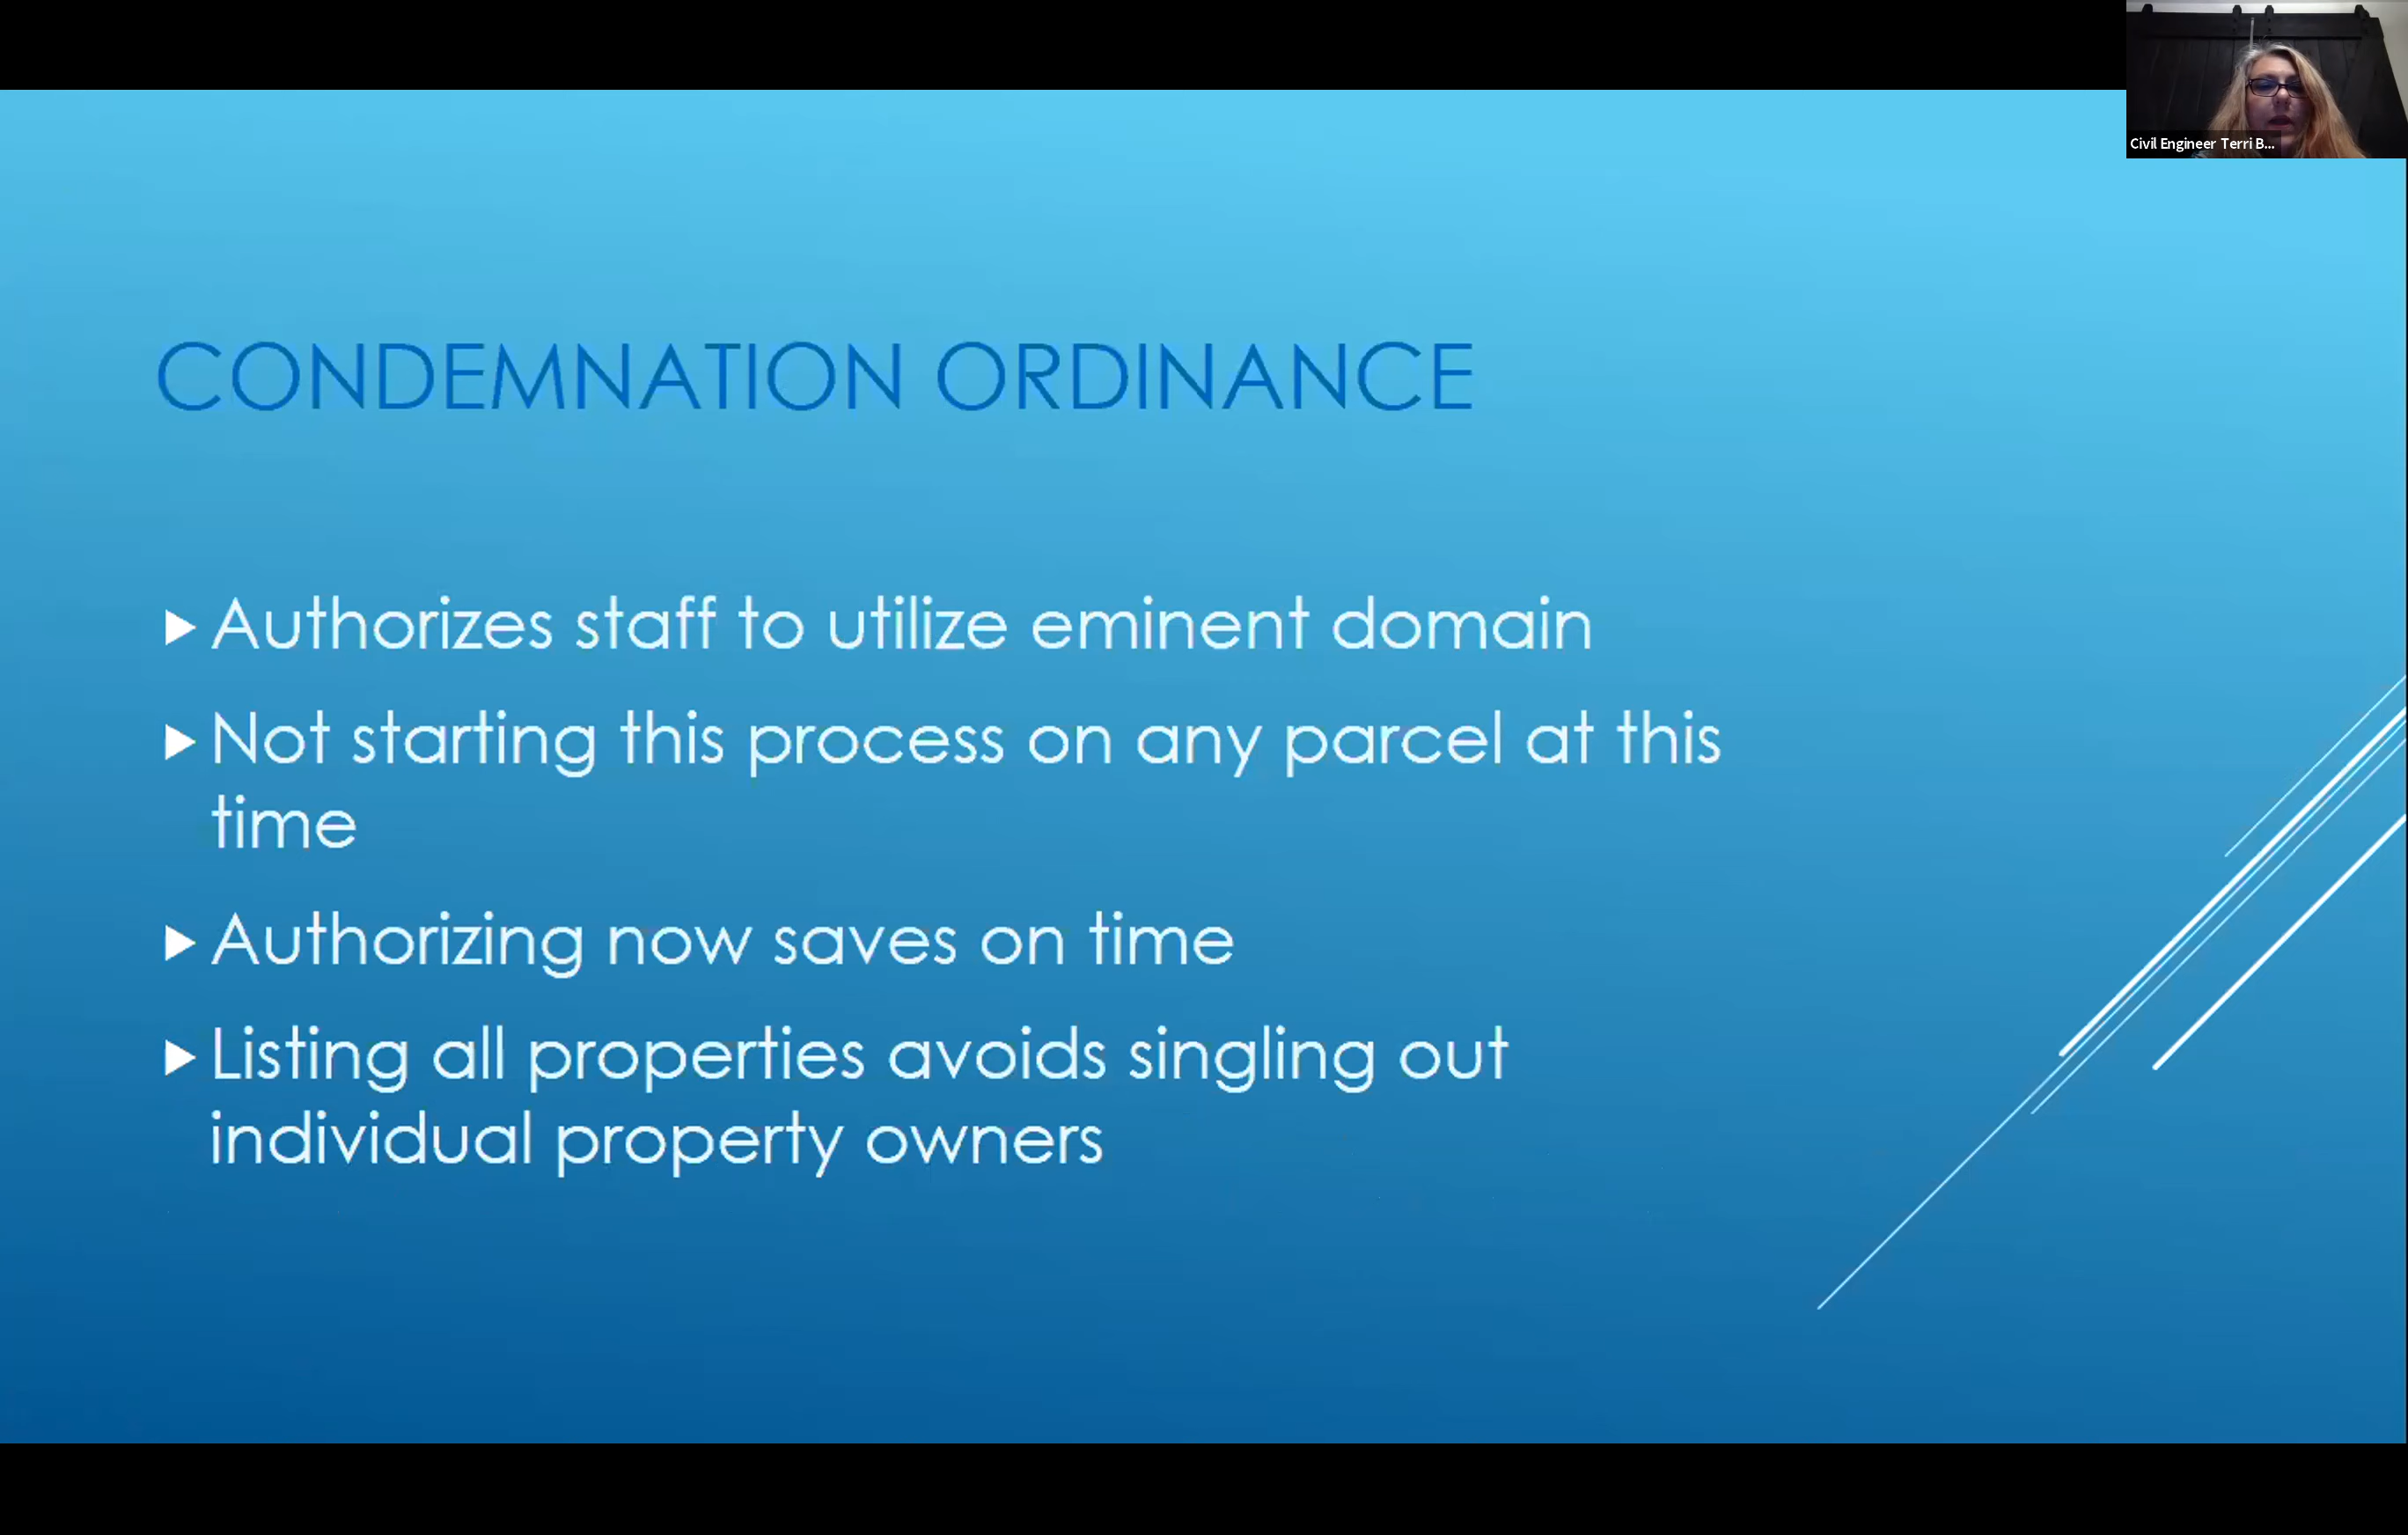 Civil Engineer Terri B...
CONDEMNATION ORDINANCE
Authorizes staff to utilize eminent domain
Not starting this process on any parcel at this
time
Authorizing now saves on time
Listing all properties avoids singling out
individual property owners